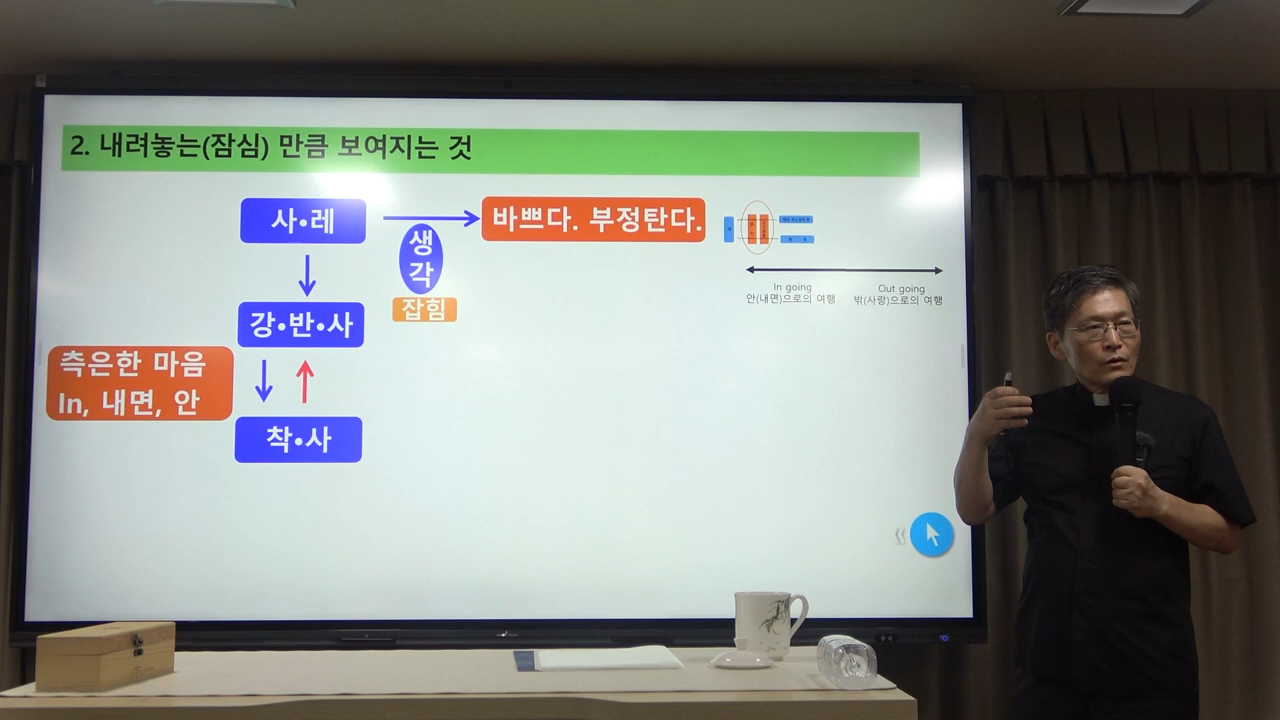 2. 내려놓는(잠심) 만큼 보여지는 것
사•레
생
각
잡힘
바쁘다. 부정탄다.
강•반•사
측은한 마음
In, 내면, 안
착•사
In going
안(내면)으로의 여행
Out going
밖(사랑)으로의 여행